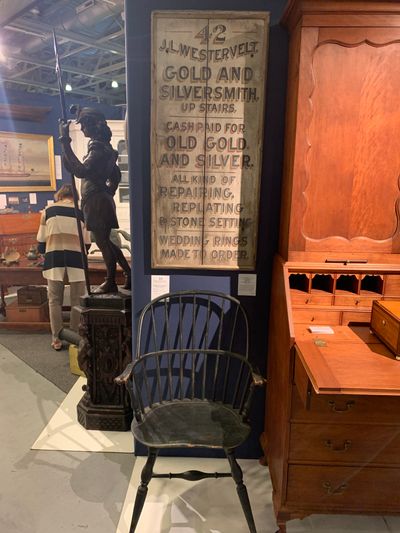 42
J.L. WESTERVELT.
GOLD AND
SILVERSMITH.
UP STAIRS.
CASH PAID FOR
OLD GOLD
AND SILVER.
ALL KIND OF
REPAIRING,
REPLATING
& STONE SETTING
WEDDING RINGS
MADE TO ORDER.